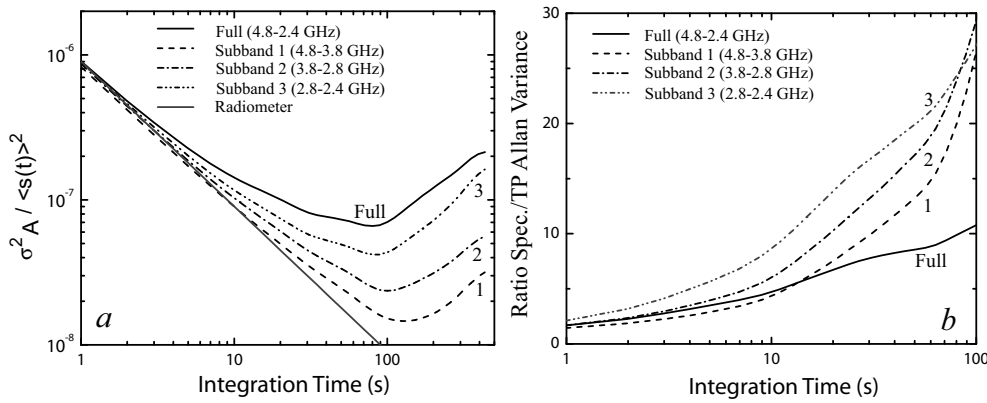 Full (4.8-2.4 GHz)
Subband 1 (4.8-3.8 GHz)
Subband 2 (3.8-2.8 GHz)
Subband 3 (2.8-2.4 GHz)
Radiometer
10⁻⁶
10⁻⁷
10⁻⁸
σ² A / <s(t)>²
Full
3
2
1
a
1
10
100
Integration Time (s)
Full (4.8-2.4 GHz)
Subband 1 (4.8-3.8 GHz)
Subband 2 (3.8-2.8 GHz)
Subband 3 (2.8-2.4 GHz)
30
25
20
15
10
5
0
Ratio Spec./TP Allan Variance
3
2
1
Full
b
1
10
100
Integration Time (s)